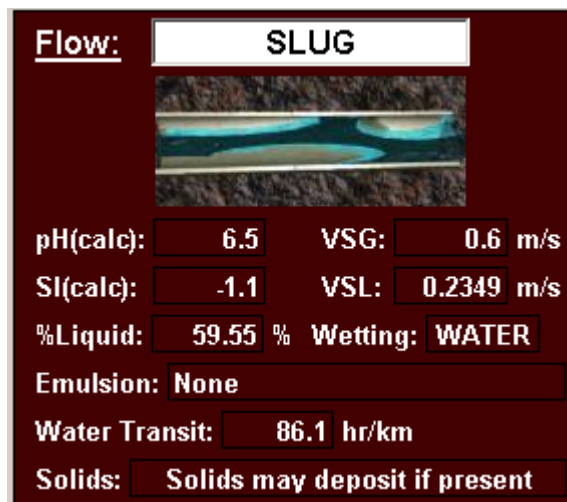 Flow: SLUG
pH(calc): 6.5 VSG: 0.6 m/s
SI(calc): -1.1 VSL: 0.2349 m/s
%Liquid: 59.55 % Wetting: WATER
Emulsion: None
Water Transit: 86.1 hr/km
Solids: Solids may deposit if present